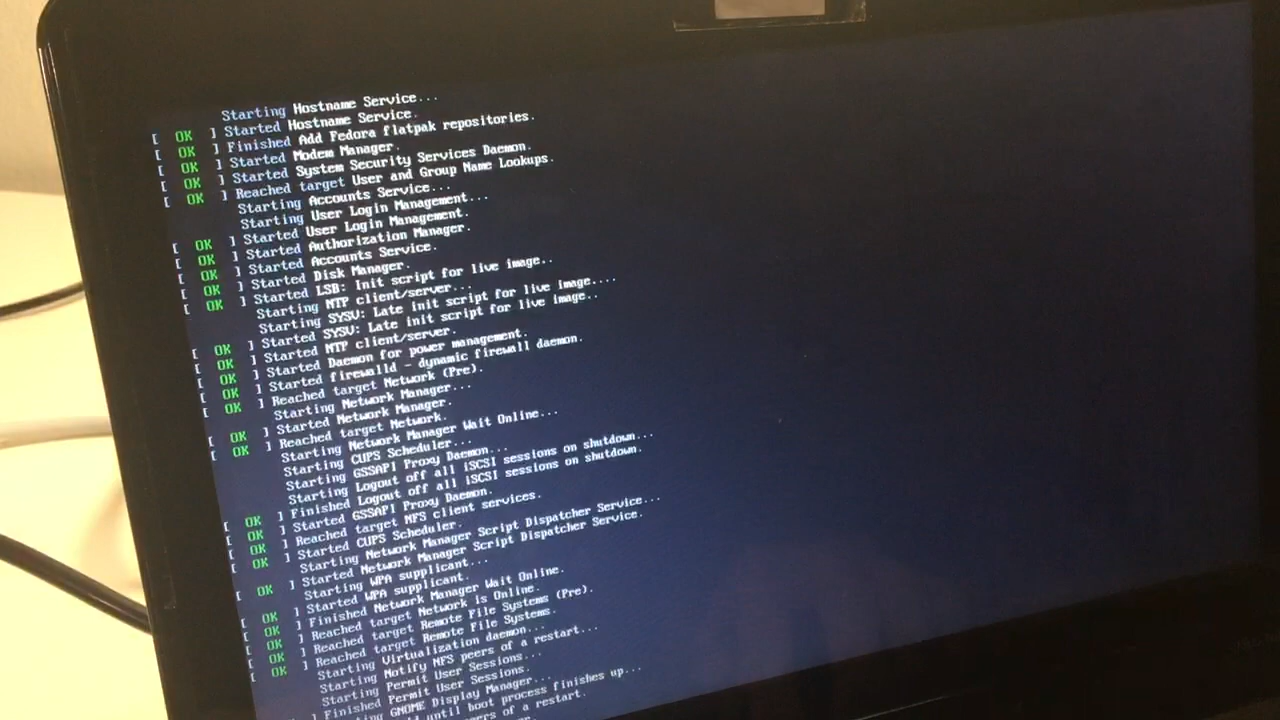 Starting Hostname Service...
[ OK ] Started Hostname Service.
[ OK ] Finished Add Fedora flatpak repositories.
[ OK ] Started Modem Manager.
[ OK ] Started System Security Services Daemon.
[ OK ] Reached target User and Group Name Lookups.
Starting Accounts Service...
Starting User Login Management...
[ OK ] Started User Login Management.
[ OK ] Started Authorization Manager.
[ OK ] Started Accounts Service.
[ OK ] Started Disk Manager.
[ OK ] Started LSB: Init script for live image..
Starting NTP client/server...
Starting SYSV: Late init script for live image....
[ OK ] Started SYSV: Late init script for live image..
[ OK ] Started NTP client/server.
[ OK ] Started Daemon for power management.
[ OK ] Started firewalld - dynamic firewall daemon.
[ OK ] Reached target Network (Pre).
Starting Network Manager...
[ OK ] Started Network Manager.
[ OK ] Reached target Network.
Starting Network Manager Wait Online...
Starting CUPS Scheduler...
Starting GSSAPI Proxy Daemon...
Starting Logout off all iSCSI sessions on shutdown...
[ OK ] Finished Logout off all iSCSI sessions on shutdown.
[ OK ] Started GSSAPI Proxy Daemon.
[ OK ] Reached target NFS client services.
[ OK ] Started CUPS Scheduler.
Starting Network Manager Script Dispatcher Service...
[ OK ] Started Network Manager Script Dispatcher Service.
Starting WPA supplicant...
[ OK ] Started WPA supplicant.
[ OK ] Finished Network Manager Wait Online.
[ OK ] Reached target Network is Online.
[ OK ] Reached target Remote File Systems (Pre).
[ OK ] Reached target Remote File Systems.
Starting Virtualization daemon...
Starting Notify NFS peers of a restart...
Starting Permit User Sessions...
] Finished Permit User Sessions.
GNOME Display Manager...
until boot process finishes up...
of a restart.